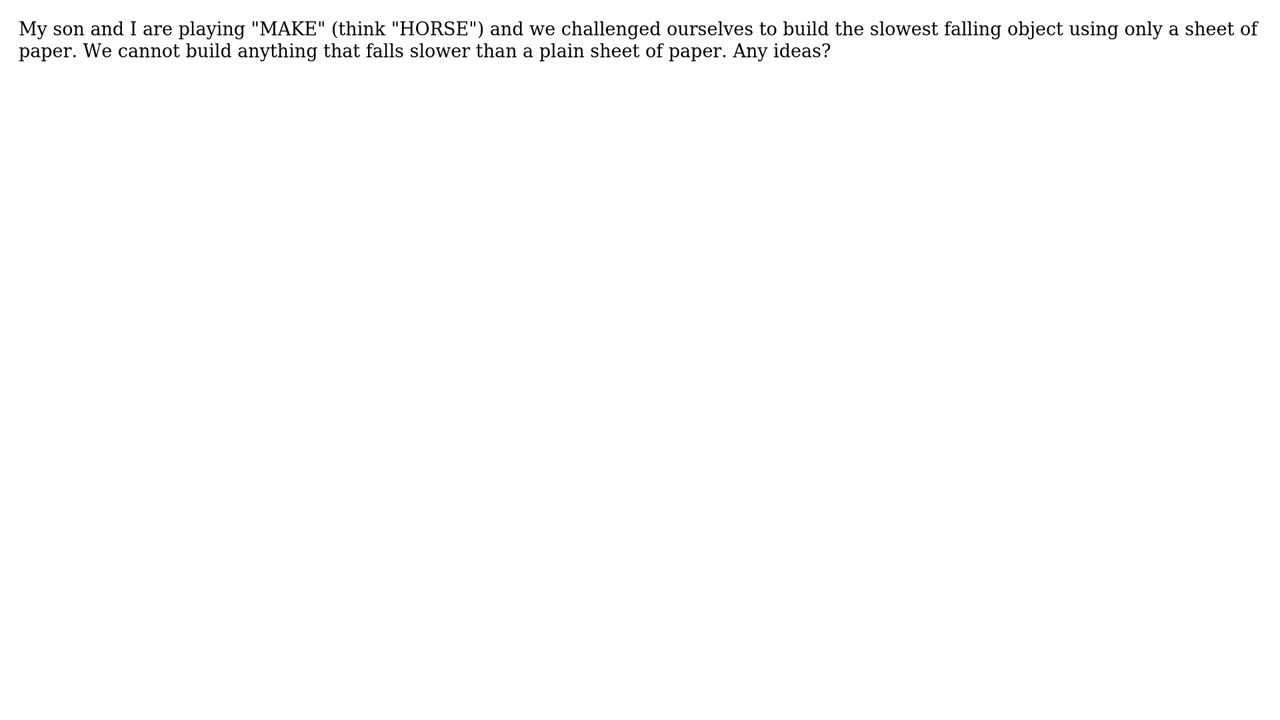 My son and I are playing "MAKE" (think "HORSE") and we challenged ourselves to build the slowest falling object using only a sheet of
paper. We cannot build anything that falls slower than a plain sheet of paper. Any ideas?